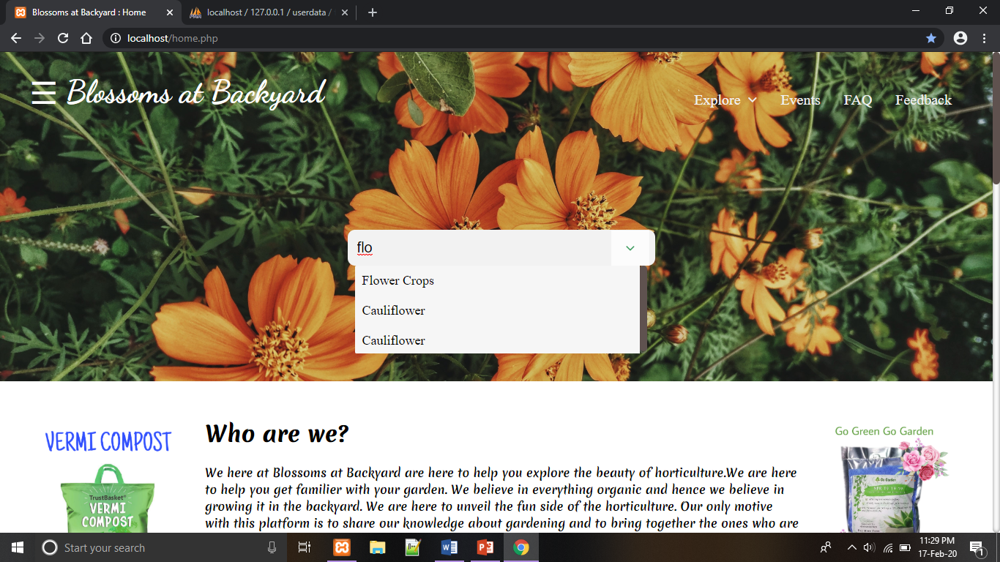 Blossoms at Backyard : Home
localhost / 127.0.0.1 / userdata /
localhost/home.php
Blossoms at Backyard
Explore Events FAQ Feedback
flo
Flower Crops
Cauliflower
Cauliflower
VERMI COMPOST
TrustBasket
VERMI
COMPOST
Who are we?
We here at Blossoms at Backyard are here to help you explore the beauty of horticulture.We are here
to help you get familier with your garden. We believe in everything organic and hence we believe in
growing it in the backyard. We are here to unveil the fun side of the horticulture. Our only motive
with this platform is to share our knowledge about gardening and to bring together the ones who are
Go Green Go Garden
Go Garden
Start your search
11:29 PM
17-Feb-20
1